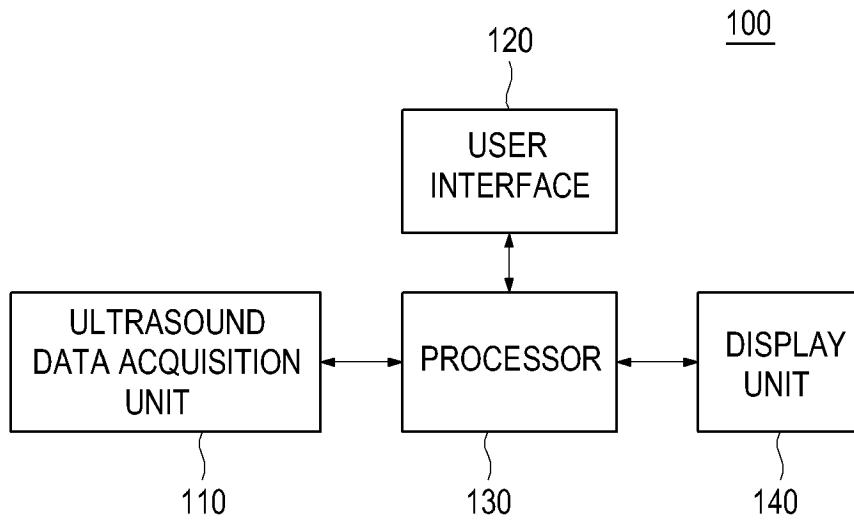 100
120
USER
INTERFACE
ULTRASOUND
DATA ACQUISITION
UNIT
PROCESSOR
DISPLAY
UNIT
110
130
140